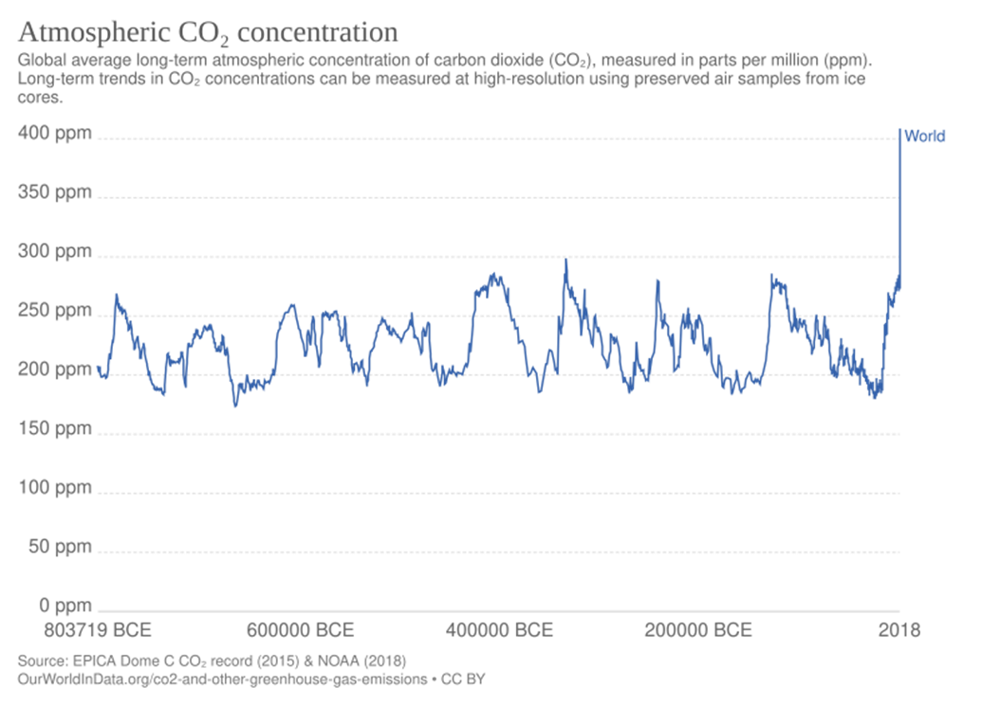 Atmospheric CO₂ concentration
Global average long-term atmospheric concentration of carbon dioxide (CO₂), measured in parts per million (ppm).
Long-term trends in CO₂ concentrations can be measured at high-resolution using preserved air samples from ice
cores.
400 ppm
World
350 ppm
300 ppm
250 ppm
200 ppm
150 ppm
100 ppm
50 ppm
0 ppm
803719 BCE 600000 BCE 400000 BCE 200000 BCE 2018
Source: EPICA Dome C CO₂ record (2015) & NOAA (2018)
OurWorldInData.org/co2-and-other-greenhouse-gas-emissions • CC BY